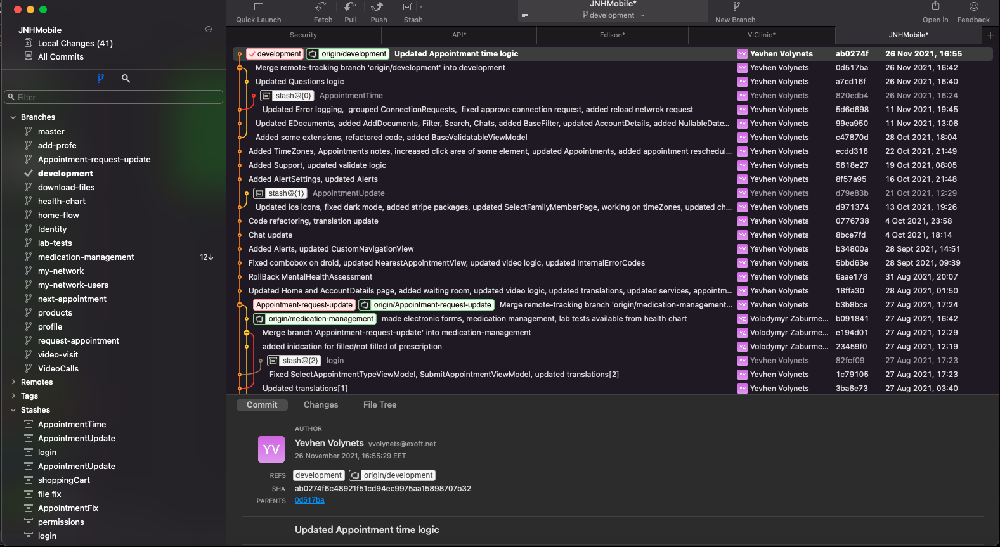 JNHMobile
Local Changes (41)
All Commits
Filter
Branches
master
add-profe
Appointment-request-update
development
download-files
health-chart
home-flow
Identity
lab-tests
medication-management 12↓
my-network
my-network-users
next-appointment
products
profile
request-appointment
video-visit
VideoCalls
Remotes
Tags
Stashes
AppointmentTime
AppointmentUpdate
login
AppointmentUpdate
shoppingCart
file fix
AppointmentFix
permissions
login
Quick Launch Fetch Pull Push Stash
JNHMobile*
development
New Branch Open in Feedback
Security API* Edison* ViClinic* JNHMobile*
development origin/development Updated Appointment time logic YV Yevhen Volynets ab0274f 26 Nov 2021, 16:55
Merge remote-tracking branch 'origin/development' into development YV Yevhen Volynets 0d517ba 26 Nov 2021, 16:42
Updated Questions logic YV Yevhen Volynets a7cd16f 26 Nov 2021, 16:40
stash@{0} AppointmentTime YV Yevhen Volynets 820edb4 26 Nov 2021, 16:24
Updated Error logging, grouped ConnectionRequests, fixed approve connection request, added reload netwrok request YV Yevhen Volynets 5d6d698 11 Nov 2021, 19:45
Updated EDocuments, added AddDocuments, Filter, Search, Chats, added BaseFilter, updated AccountDetails, added NullableDate... YV Yevhen Volynets 99ea950 11 Nov 2021, 13:06
Added some extensions, refactored code, added BaseValidatableViewModel YV Yevhen Volynets c47870d 28 Oct 2021, 18:04
Added TimeZones, Appointments notes, increased click area of some element, updated Appointments, added appointment reschedul... YV Yevhen Volynets ecdd316 22 Oct 2021, 21:49
Added Support, updated validate logic YV Yevhen Volynets 5618e27 19 Oct 2021, 08:05
Added AlertSettings, updated Alerts YV Yevhen Volynets 8f57a95 16 Oct 2021, 21:48
stash@{1} AppointmentUpdate YV Yevhen Volynets d79e83b 21 Oct 2021, 12:29
Updated ios icons, fixed dark mode, added stripe packages, updated SelectFamilyMemberPage, working on timeZones, updated ch... YV Yevhen Volynets d971374 13 Oct 2021, 19:26
Code refactoring, translation update YV Yevhen Volynets 0776738 4 Oct 2021, 23:58
Chat update YV Yevhen Volynets 8bce7fd 4 Oct 2021, 18:14
Added Alerts, updated CustomNavigationView YV Yevhen Volynets b34800a 28 Sept 2021, 14:51
Fixed combobox on droid, updated NearestAppointmentView, updated video logic, updated InternalErrorCodes YV Yevhen Volynets 5bbd63e 28 Sept 2021, 09:39
RollBack MentalHealthAssessment YV Yevhen Volynets 6aae178 31 Aug 2021, 20:07
Updated Home and AccountDetails page, added waiting room, updated video logic, updated translations, updated services, appointm... YV Yevhen Volynets 18ffa30 28 Aug 2021, 01:50
Appointment-request-update origin/Appointment-request-update Merge remote-tracking branch 'origin/medication-management... YV Yevhen Volynets b3b8bce 27 Aug 2021, 17:24
origin/medication-management made electronic forms, medication management, lab tests available from health chart VZ Volodymyr Zaburme... b091841 27 Aug 2021, 16:42
Merge branch 'Appointment-request-update' into medication-management VZ Volodymyr Zaburme... e194d01 27 Aug 2021, 12:29
added inidcation for filled/not filled of prescription VZ Volodymyr Zaburme... 23459f0 27 Aug 2021, 12:19
stash@{2} login YV Yevhen Volynets 82fcf09 27 Aug 2021, 17:23
Fixed SelectAppointmentTypeViewModel, SubmitAppointmentViewModel, updated translations[2] YV Yevhen Volynets 1c79105 27 Aug 2021, 17:23
Updated translations[1] YV Yevhen Volynets 3ba6e73 27 Aug 2021, 03:40
Commit Changes File Tree
AUTHOR
YV
Yevhen Volynets yvolynets@exoft.net
26 November 2021, 16:55:29 EET
REFS development origin/development
SHA ab0274f6c48921f51cd94ec9975aa15898707b32
PARENTS 0d517ba
Updated Appointment time logic